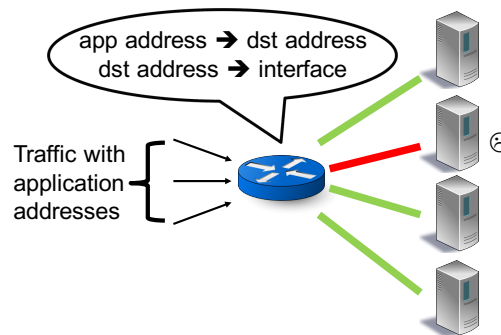 app address ➔ dst address
dst address ➔ interface
Traffic with
application
addresses